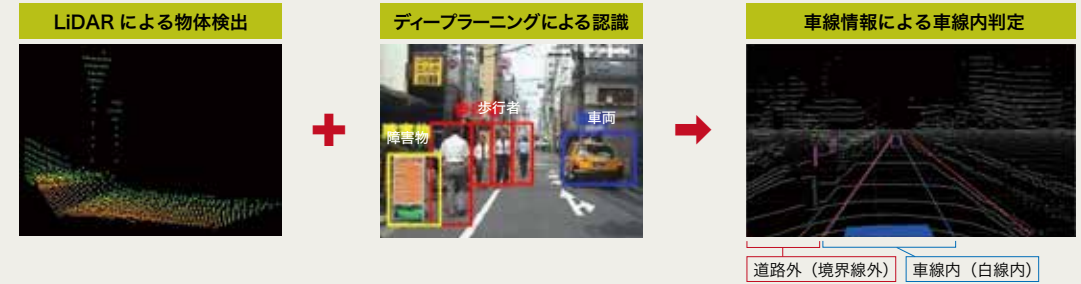 LiDAR による物体検出
ディープラーニングによる認識
車線情報による車線内判定
歩行者
車両
障害物
道路外（境界線外）
車線内（白線内）